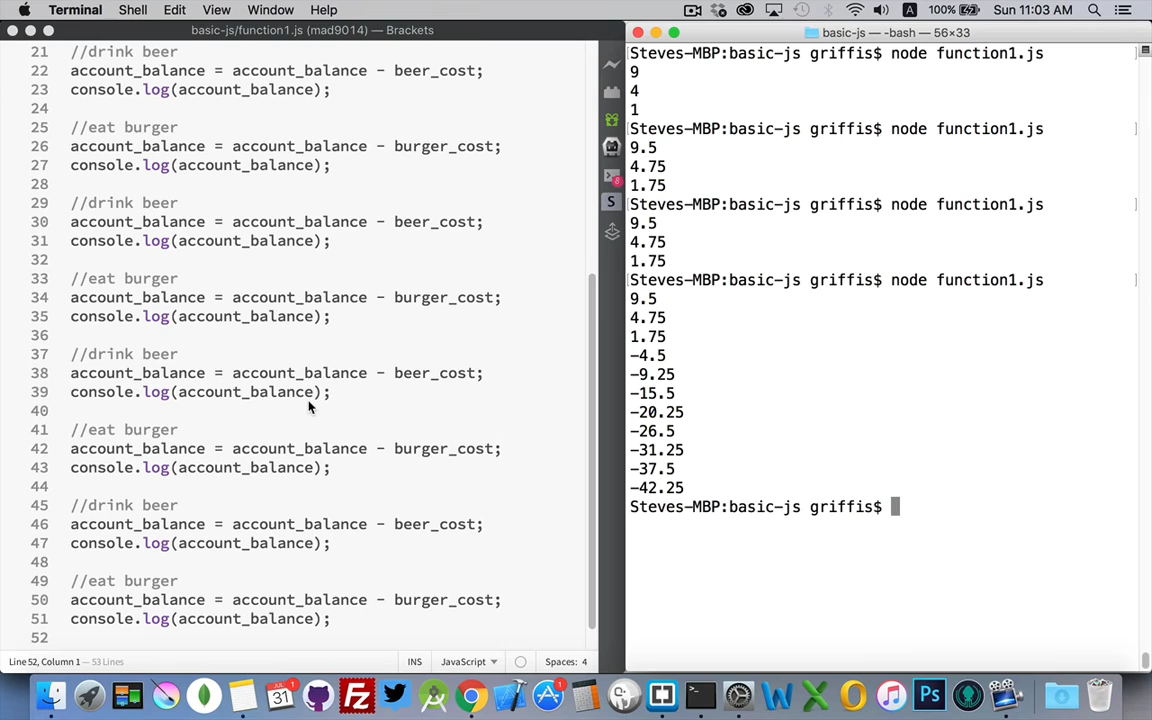 Terminal Shell Edit View Window Help 100% Sun 11:03 AM
basic-js/function1.js (mad9014) — Brackets
21 //drink beer
22 account_balance = account_balance - beer_cost;
23 console.log(account_balance);
24
25 //eat burger
26 account_balance = account_balance - burger_cost;
27 console.log(account_balance);
28
29 //drink beer
30 account_balance = account_balance - beer_cost;
31 console.log(account_balance);
32
33 //eat burger
34 account_balance = account_balance - burger_cost;
35 console.log(account_balance);
36
37 //drink beer
38 account_balance = account_balance - beer_cost;
39 console.log(account_balance);
40
41 //eat burger
42 account_balance = account_balance - burger_cost;
43 console.log(account_balance);
44
45 //drink beer
46 account_balance = account_balance - beer_cost;
47 console.log(account_balance);
48
49 //eat burger
50 account_balance = account_balance - burger_cost;
51 console.log(account_balance);
52
Line 52, Column 1 — 53 Lines INS JavaScript Spaces: 4
basic-js — -bash — 56×33
[Steves-MBP:basic-js griffis$ node function1.js ]
9
4
1
[Steves-MBP:basic-js griffis$ node function1.js ]
9.5
4.75
1.75
[Steves-MBP:basic-js griffis$ node function1.js ]
9.5
4.75
1.75
[Steves-MBP:basic-js griffis$ node function1.js ]
9.5
4.75
1.75
-4.5
-9.25
-15.5
-20.25
-26.5
-31.25
-37.5
-42.25
Steves-MBP:basic-js griffis$